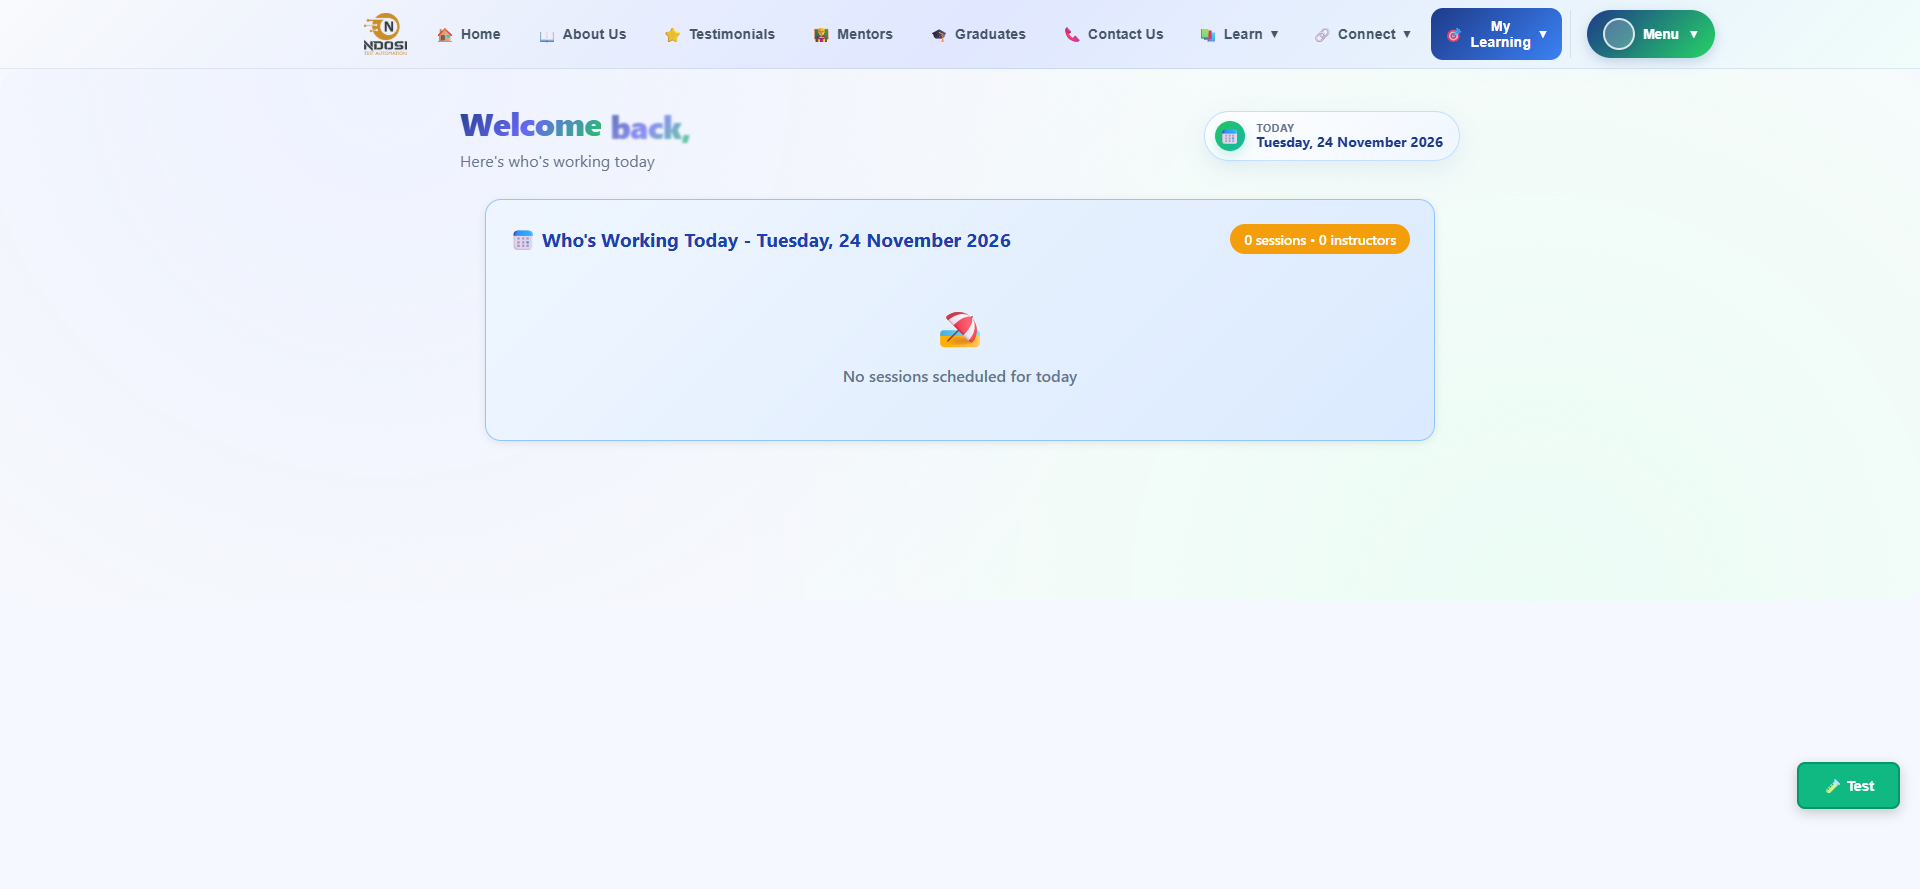 NDOSI
TEST AUTOMATION
Home
About Us
Testimonials
Mentors
Graduates
Contact Us
Learn ▼
Connect ▼
My
Learning ▼
Menu ▼
Welcome back,
Here's who's working today
TODAY
Tuesday, 24 November 2026
Who's Working Today - Tuesday, 24 November 2026
0 sessions • 0 instructors
No sessions scheduled for today
Test